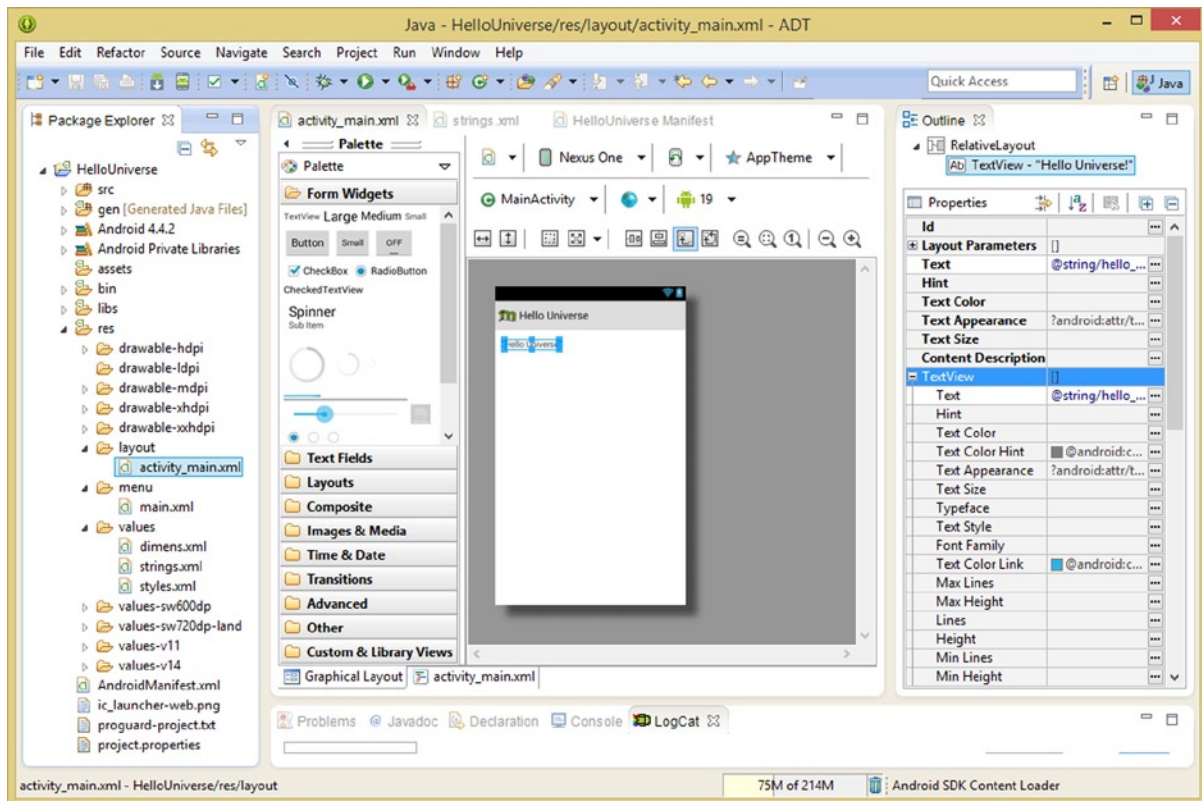 Java - HelloUniverse/res/layout/activity_main.xml - ADT
File Edit Refactor Source Navigate Search Project Run Window Help
Quick Access
Java
Package Explorer
HelloUniverse
src
gen [Generated Java Files]
Android 4.4.2
Android Private Libraries
assets
bin
libs
res
drawable-hdpi
drawable-ldpi
drawable-mdpi
drawable-xhdpi
drawable-xxhdpi
layout
activity_main.xml
menu
main.xml
values
dimens.xml
strings.xml
styles.xml
values-sw600dp
values-sw720dp-land
values-v11
values-v14
AndroidManifest.xml
ic_launcher-web.png
proguard-project.txt
project.properties
activity_main.xml strings.xml HelloUniverse Manifest
Palette
Palette
Form Widgets
TextView Large Medium Small
Button Small OFF
CheckBox RadioButton
CheckedTextView
Spinner
Sub Item
Text Fields
Layouts
Composite
Images & Media
Time & Date
Transitions
Advanced
Other
Custom & Library Views
Nexus One AppTheme
MainActivity 19
Hello Universe
Hello Universe
Graphical Layout activity_main.xml
Outline
RelativeLayout
Ab TextView - "Hello Universe!"
Properties
Id
Layout Parameters []
Text @string/hello_...
Hint
Text Color
Text Appearance ?android:attr/t...
Text Size
Content Description
TextView []
Text @string/hello_...
Hint
Text Color
Text Color Hint @android:c...
Text Appearance ?android:attr/t...
Text Size
Typeface
Text Style
Font Family
Text Color Link @android:c...
Max Lines
Max Height
Lines
Height
Min Lines
Min Height
Problems @ Javadoc Declaration Console LogCat
activity_main.xml - HelloUniverse/res/layout
75M of 214M
Android SDK Content Loader